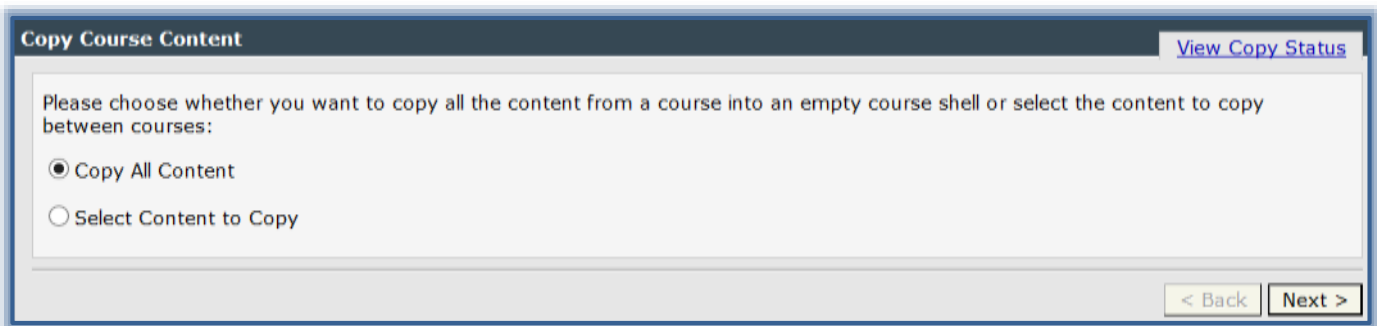 Copy Course Content
View Copy Status
Please choose whether you want to copy all the content from a course into an empty course shell or select the content to copy
between courses:
Copy All Content
Select Content to Copy
< Back
Next >